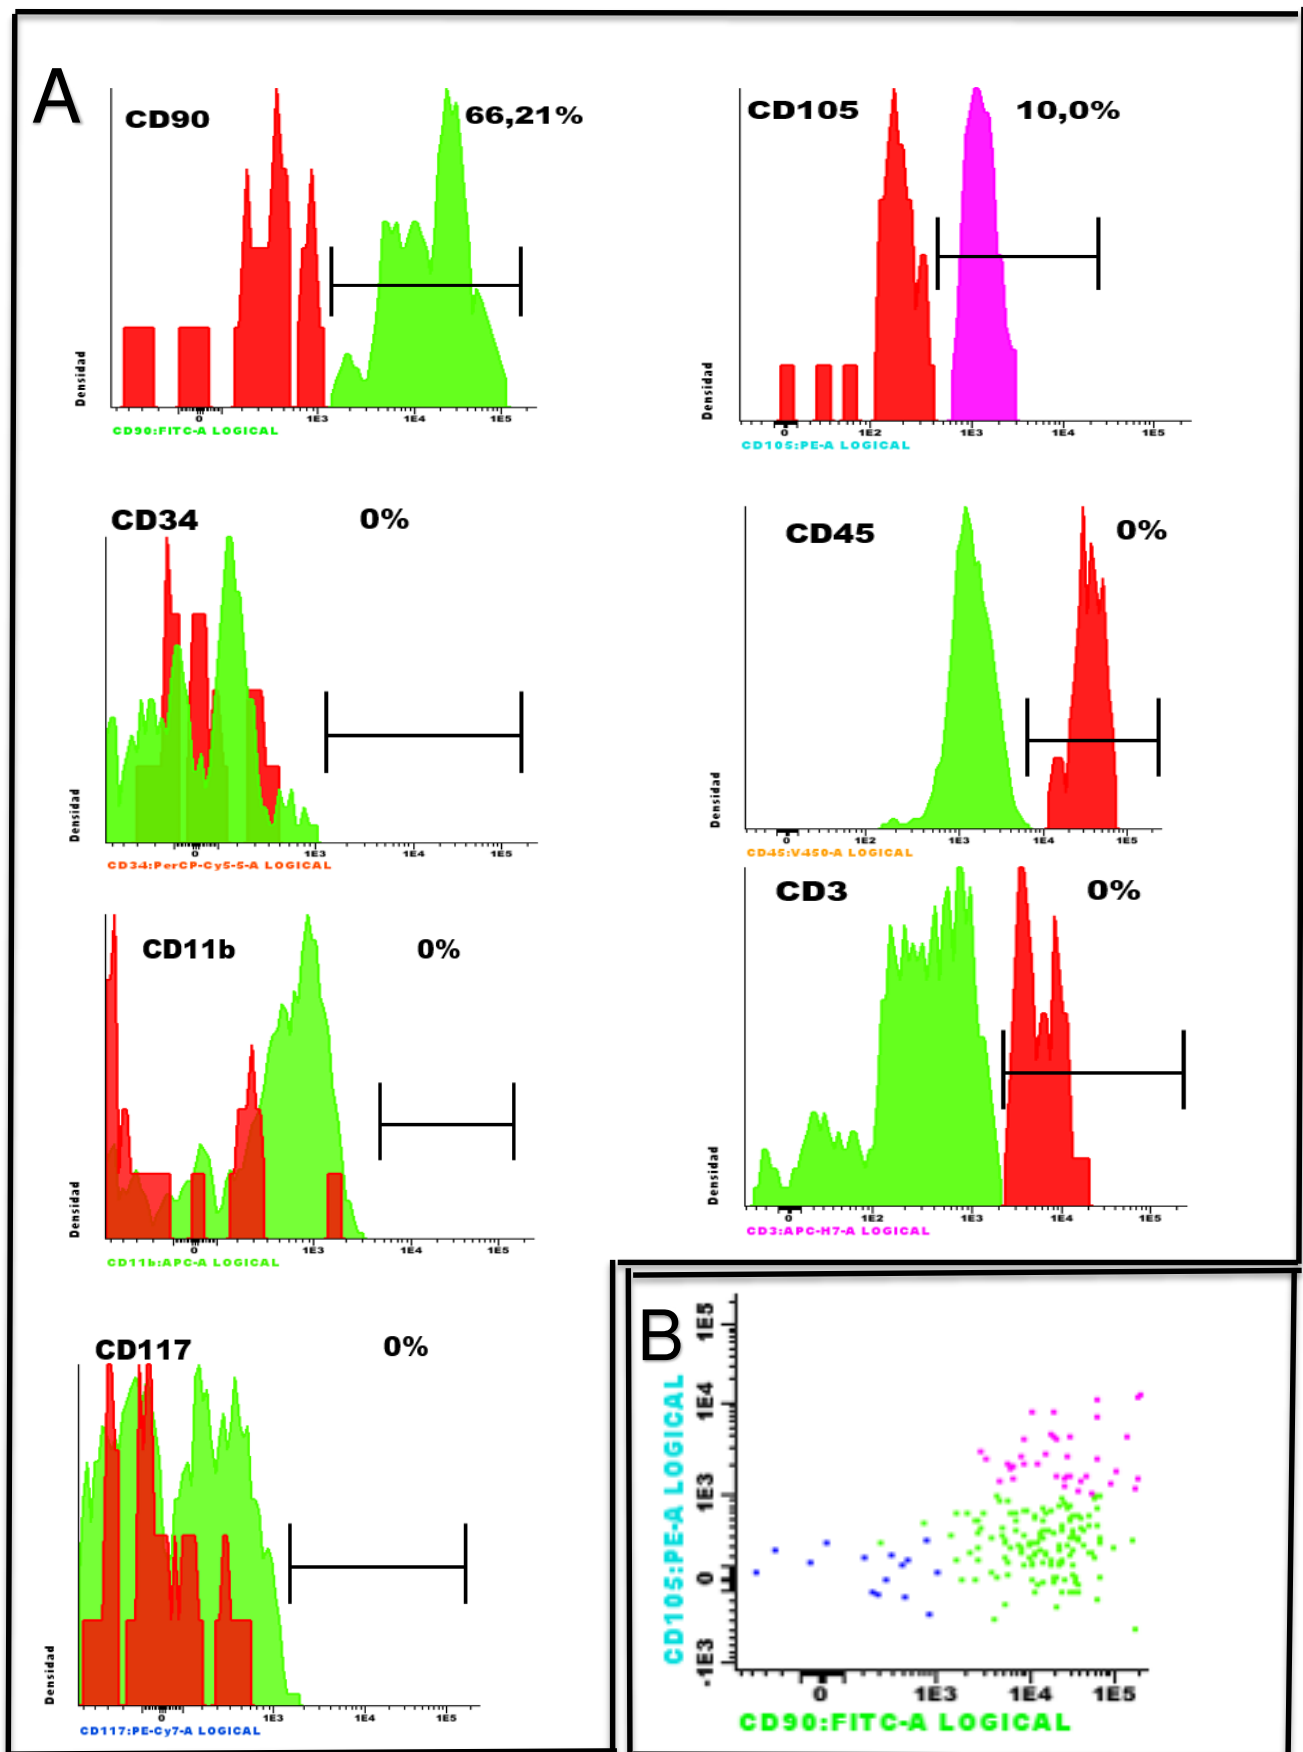 A
CD90
66,21%
Densidad
0 1E3 1E4 1E5
CD90:FITC-A LOGICAL
CD105
10,0%
Densidad
0 1E2 1E3 1E4 1E5
CD105:PE-A LOGICAL
CD34
0%
Densidad
0 1E3 1E4 1E5
CD34:PerCP-Cy5-5-A LOGICAL
CD45
0%
Densidad
0 1E2 1E3 1E4 1E5
CD45:V450-A LOGICAL
CD11b
0%
Densidad
0 1E3 1E4 1E5
CD11b:APC-A LOGICAL
CD3
0%
Densidad
0 1E2 1E3 1E4 1E5
CD3:APC-H7-A LOGICAL
CD117
0%
Densidad
0 1E3 1E4 1E5
CD117:PE-Cy7-A LOGICAL
B
CD105:PE-A LOGICAL
-1E3 0 1E3 1E4 1E5
0 1E3 1E4 1E5
CD90:FITC-A LOGICAL